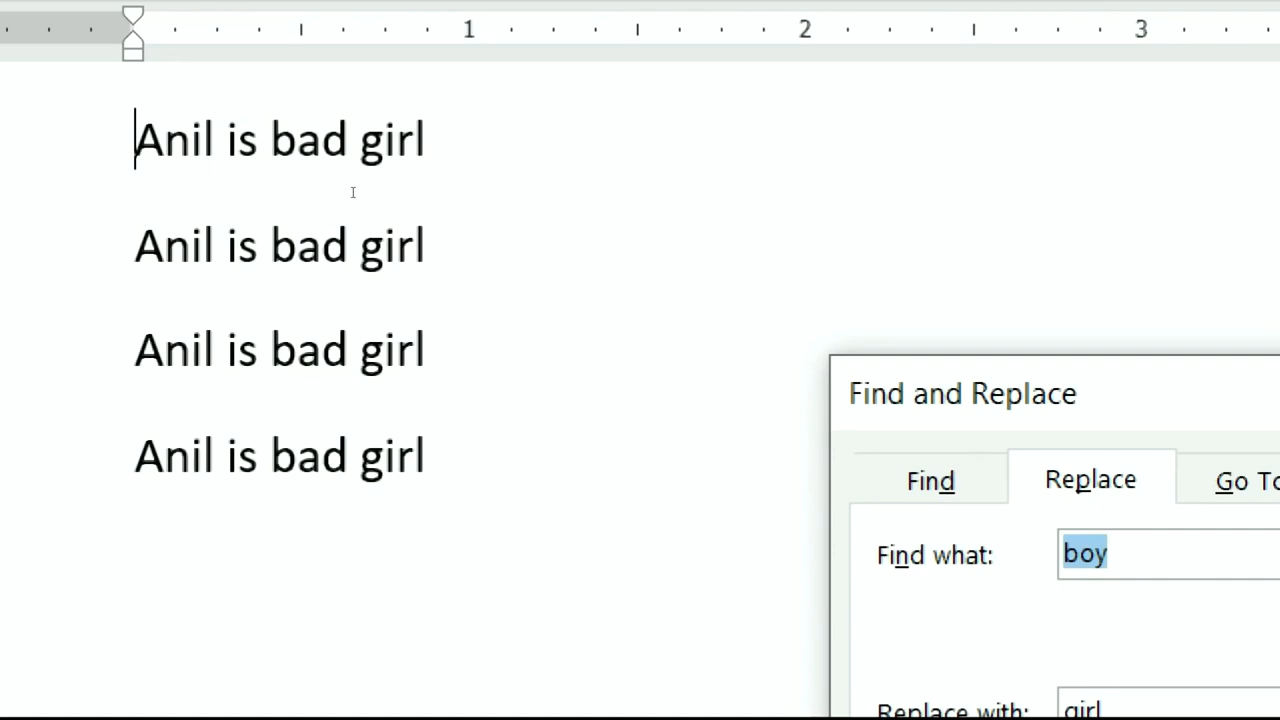 1 2 3
Anil is bad girl
Anil is bad girl
Anil is bad girl
Anil is bad girl
Find and Replace
Find Replace Go To
Find what: boy
Replace with: girl